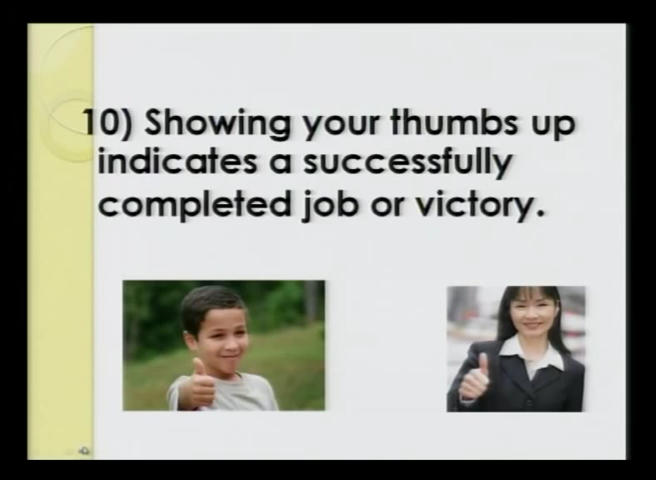 10) Showing your thumbs up
indicates a successfully
completed job or victory.